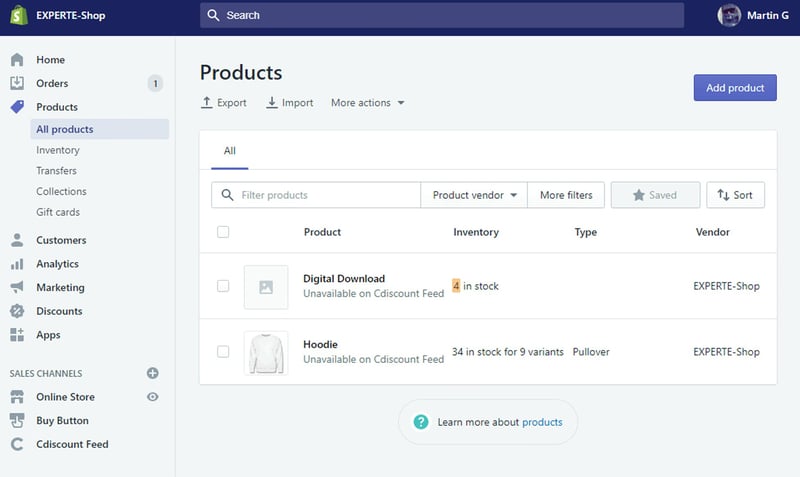 EXPERTE-Shop
Search
Martin G
Home
Orders 1
Products
All products
Inventory
Transfers
Collections
Gift cards
Customers
Analytics
Marketing
Discounts
Apps
SALES CHANNELS
Online Store
Buy Button
Cdiscount Feed
Products
Export Import More actions
Add product
All
Filter products Product vendor More filters Saved Sort
Product Inventory Type Vendor
Digital Download
Unavailable on Cdiscount Feed
4 in stock
EXPERTE-Shop
Hoodie
Unavailable on Cdiscount Feed
34 in stock for 9 variants
Pullover
EXPERTE-Shop
Learn more about products